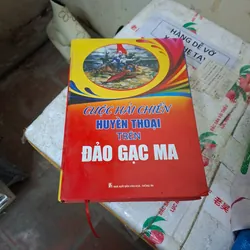 CUỘC HẢI CHIẾN
HUYỀN THOẠI
TRÊN
ĐẢO GẠC MA
HÀNG DỄ VỠ